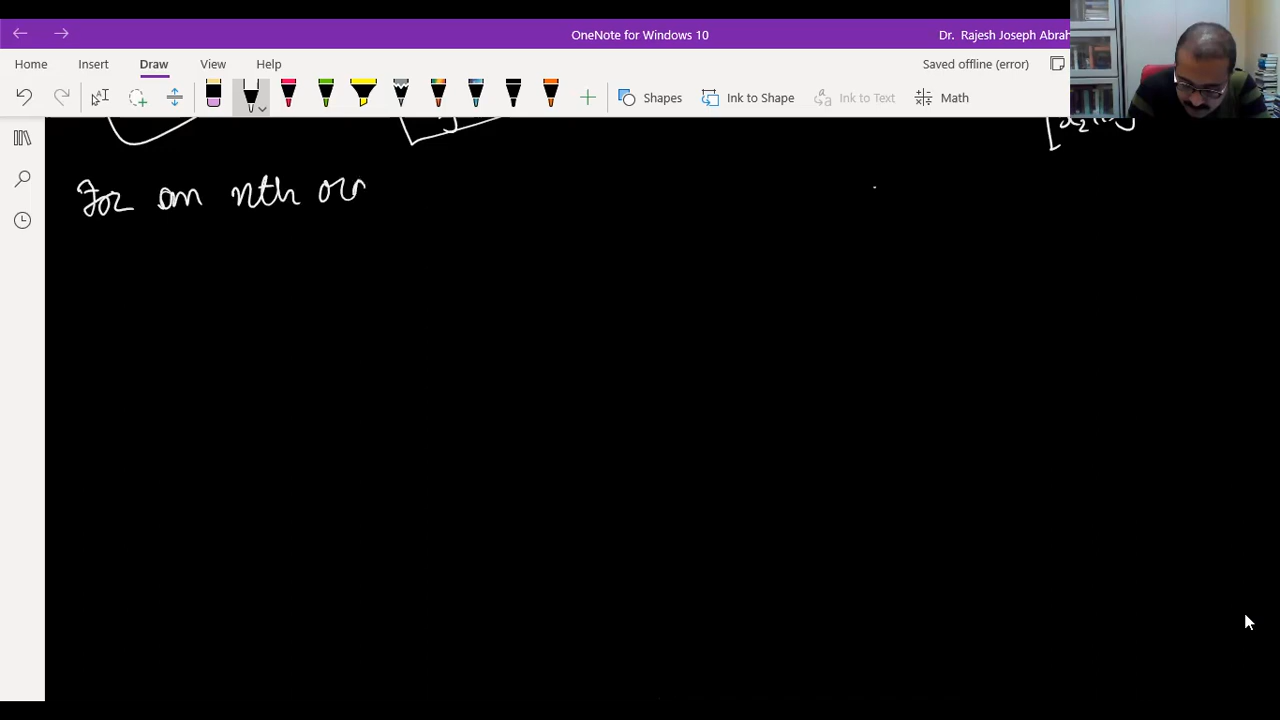 OneNote for Windows 10
Dr. Rajesh Joseph Abrah
Home Insert Draw View Help
Saved offline (error)
Shapes Ink to Shape Ink to Text Math
For an nth or